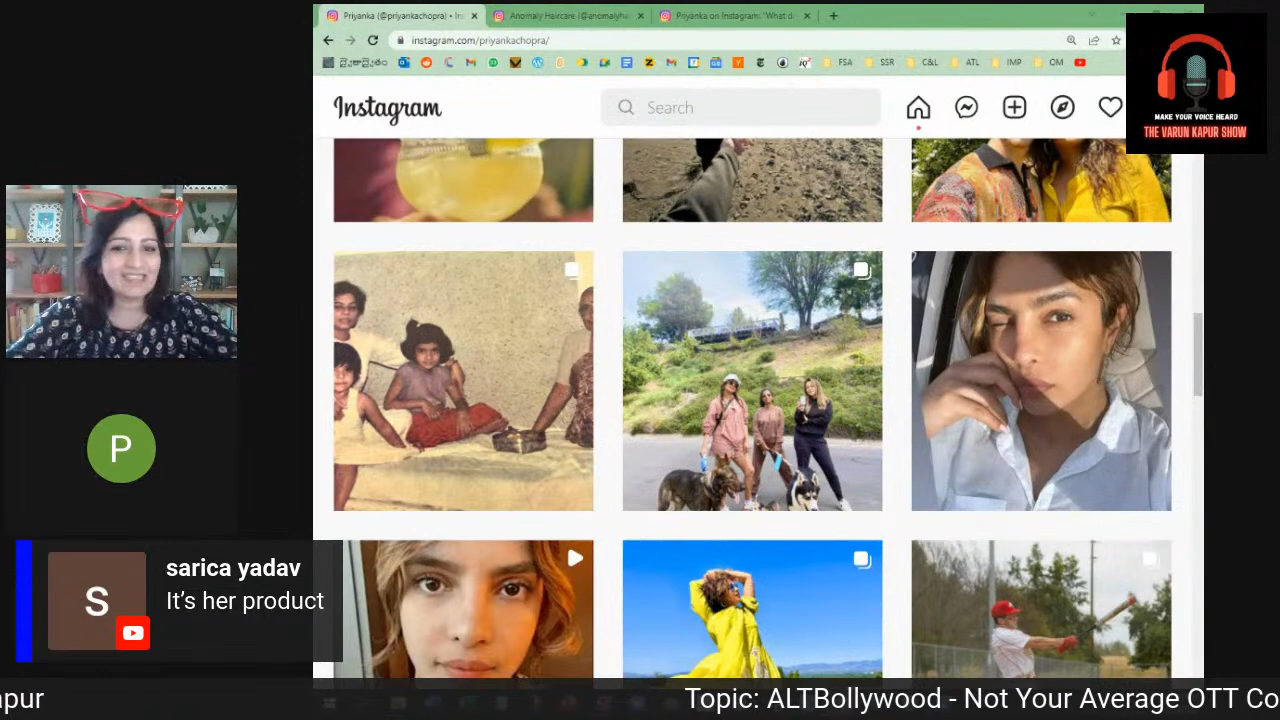 Priyanka (@priyankachopra) • Ins
Anomaly Haircare (@anomalyha
Priyanka on Instagram: "What d
instagram.com/priyankachopra/
FSA
SSR
C&L
ATL
IMP
OM
MAKE YOUR VOICE HEARD
THE VARUN KAPUR SHOW
Instagram
Search
P
S
sarica yadav
It's her product
apur
Topic: ALTBollywood - Not Your Average OTT Co